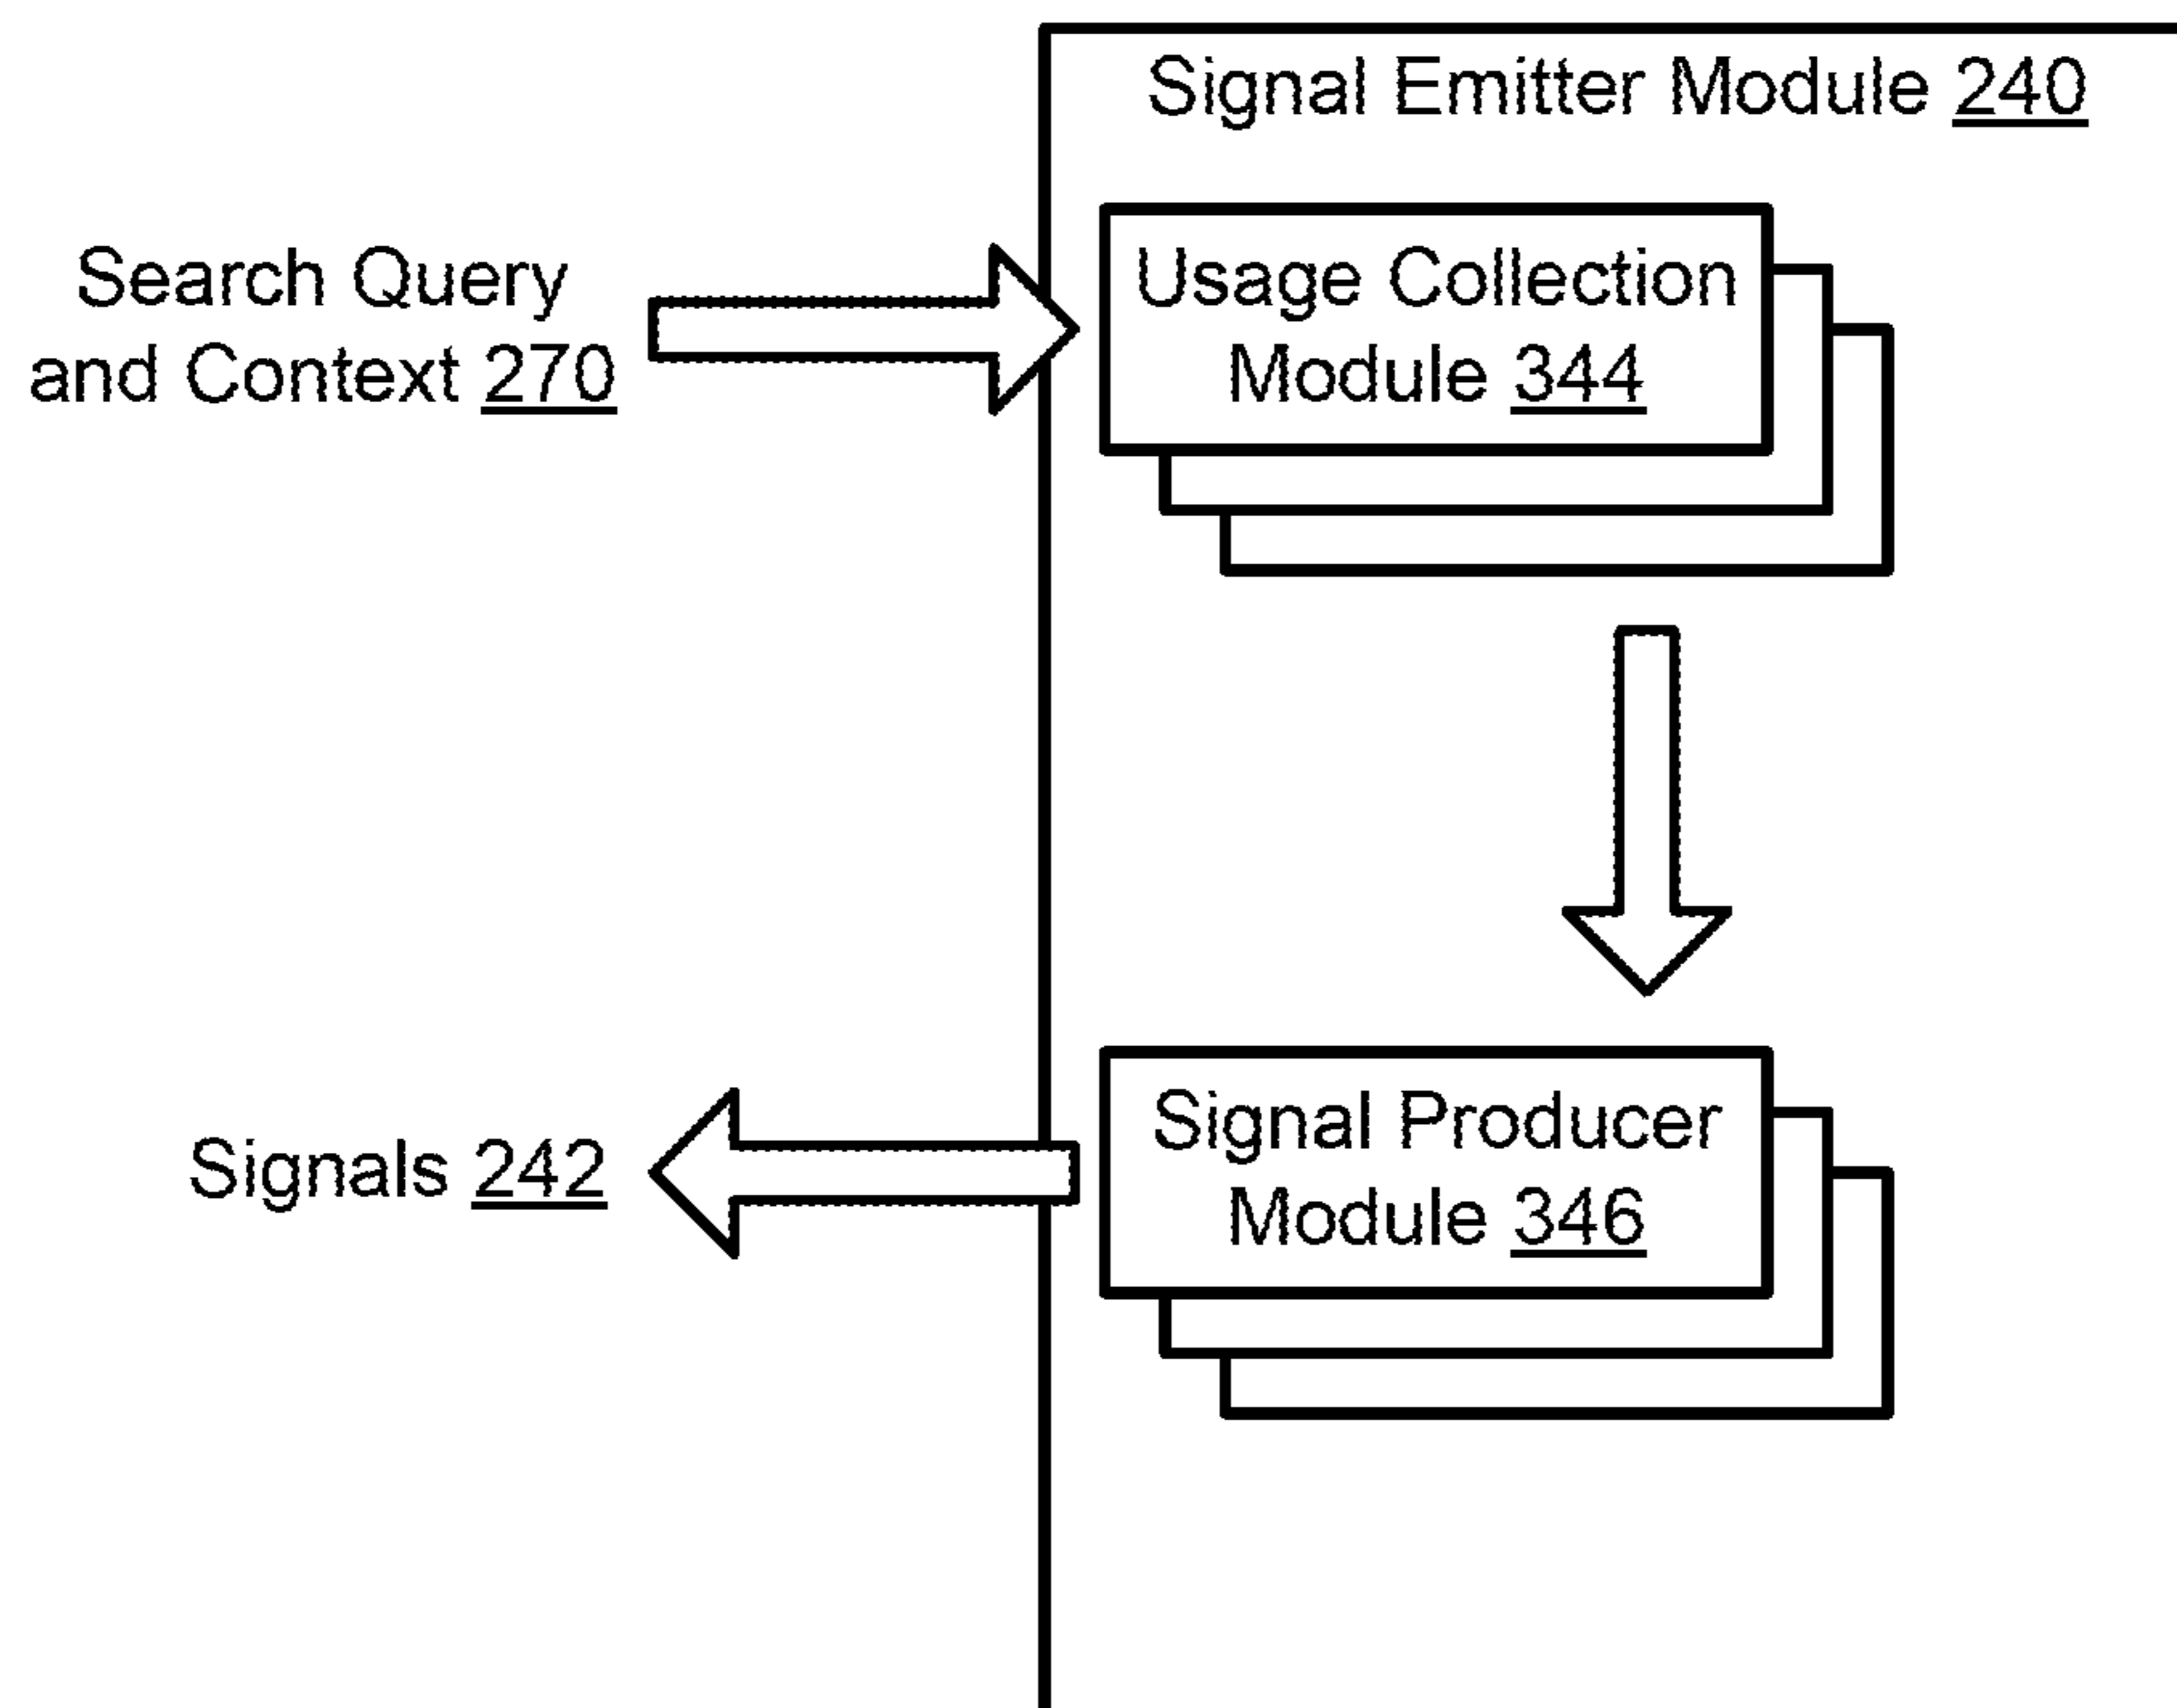 Signal Emitter Module 240
Search Query
and Context 270
Usage Collection
Module 344
Signals 242
Signal Producer
Module 346